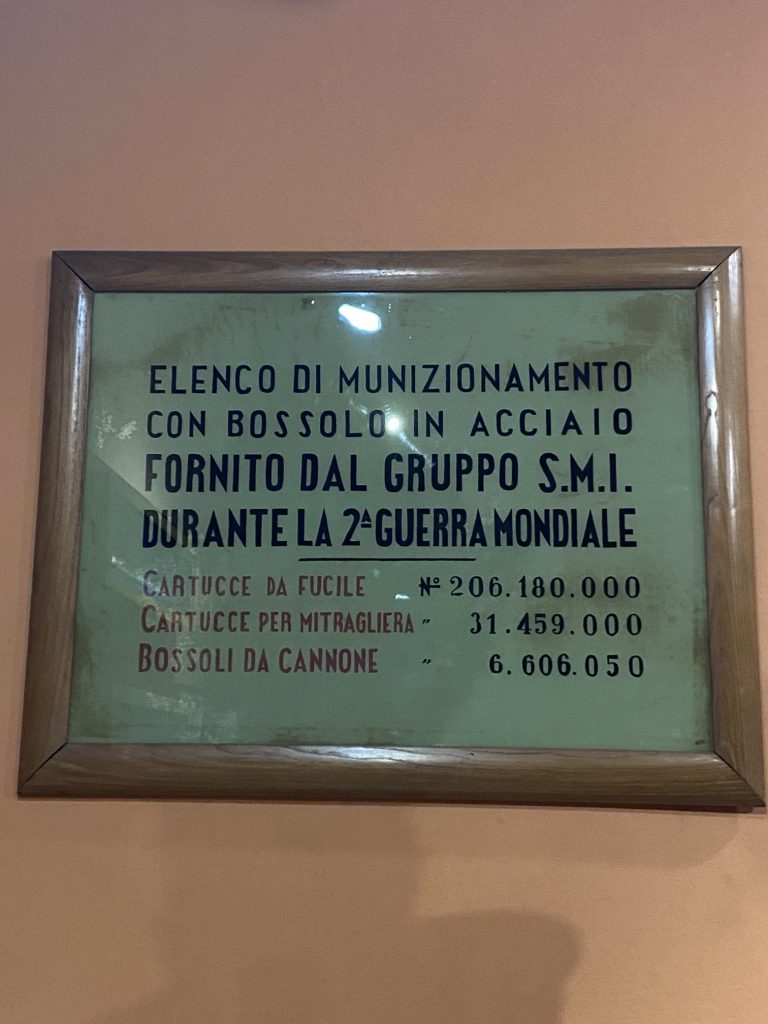 ELENCO DI MUNIZIONAMENTO
CON BOSSOLO IN ACCIAIO
FORNITO DAL GRUPPO S.M.I.
DURANTE LA 2ª GUERRA MONDIALE
CARTUCCE DA FUCILE Nº 206.180.000
CARTUCCE PER MITRAGLIERA " 31.459.000
BOSSOLI DA CANNONE " 6.606.050